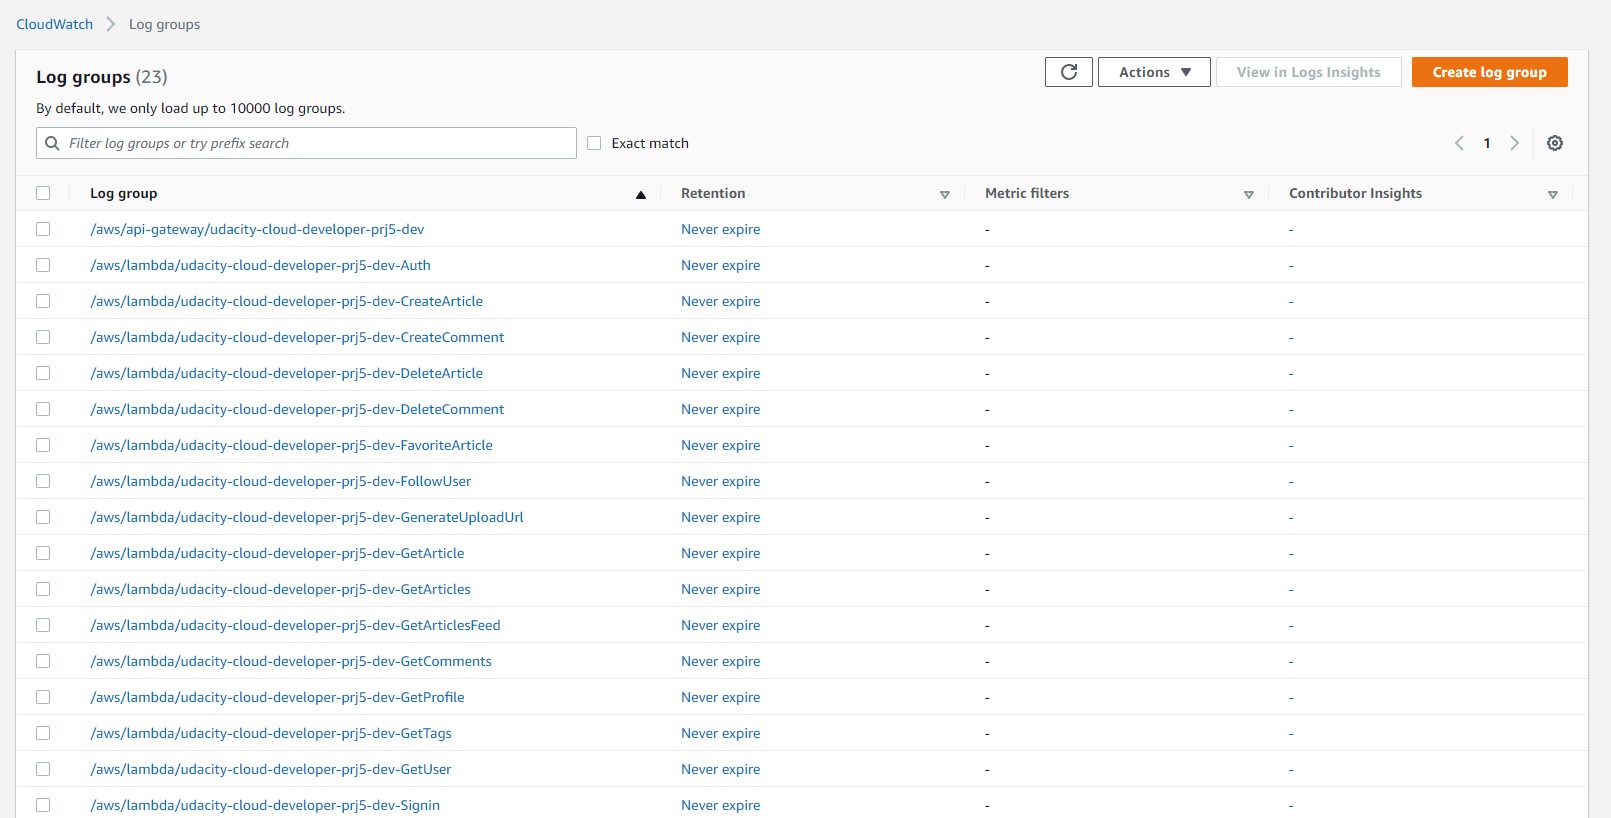 CloudWatch > Log groups
Log groups (23)
Actions ▼ View in Logs Insights Create log group
By default, we only load up to 10000 log groups.
Filter log groups or try prefix search Exact match < 1 >
Log group Retention Metric filters Contributor Insights
/aws/api-gateway/udacity-cloud-developer-prj5-dev Never expire - -
/aws/lambda/udacity-cloud-developer-prj5-dev-Auth Never expire - -
/aws/lambda/udacity-cloud-developer-prj5-dev-CreateArticle Never expire - -
/aws/lambda/udacity-cloud-developer-prj5-dev-CreateComment Never expire - -
/aws/lambda/udacity-cloud-developer-prj5-dev-DeleteArticle Never expire - -
/aws/lambda/udacity-cloud-developer-prj5-dev-DeleteComment Never expire - -
/aws/lambda/udacity-cloud-developer-prj5-dev-FavoriteArticle Never expire - -
/aws/lambda/udacity-cloud-developer-prj5-dev-FollowUser Never expire - -
/aws/lambda/udacity-cloud-developer-prj5-dev-GenerateUploadUrl Never expire - -
/aws/lambda/udacity-cloud-developer-prj5-dev-GetArticle Never expire - -
/aws/lambda/udacity-cloud-developer-prj5-dev-GetArticles Never expire - -
/aws/lambda/udacity-cloud-developer-prj5-dev-GetArticlesFeed Never expire - -
/aws/lambda/udacity-cloud-developer-prj5-dev-GetComments Never expire - -
/aws/lambda/udacity-cloud-developer-prj5-dev-GetProfile Never expire - -
/aws/lambda/udacity-cloud-developer-prj5-dev-GetTags Never expire - -
/aws/lambda/udacity-cloud-developer-prj5-dev-GetUser Never expire - -
/aws/lambda/udacity-cloud-developer-prj5-dev-Signin Never expire - -